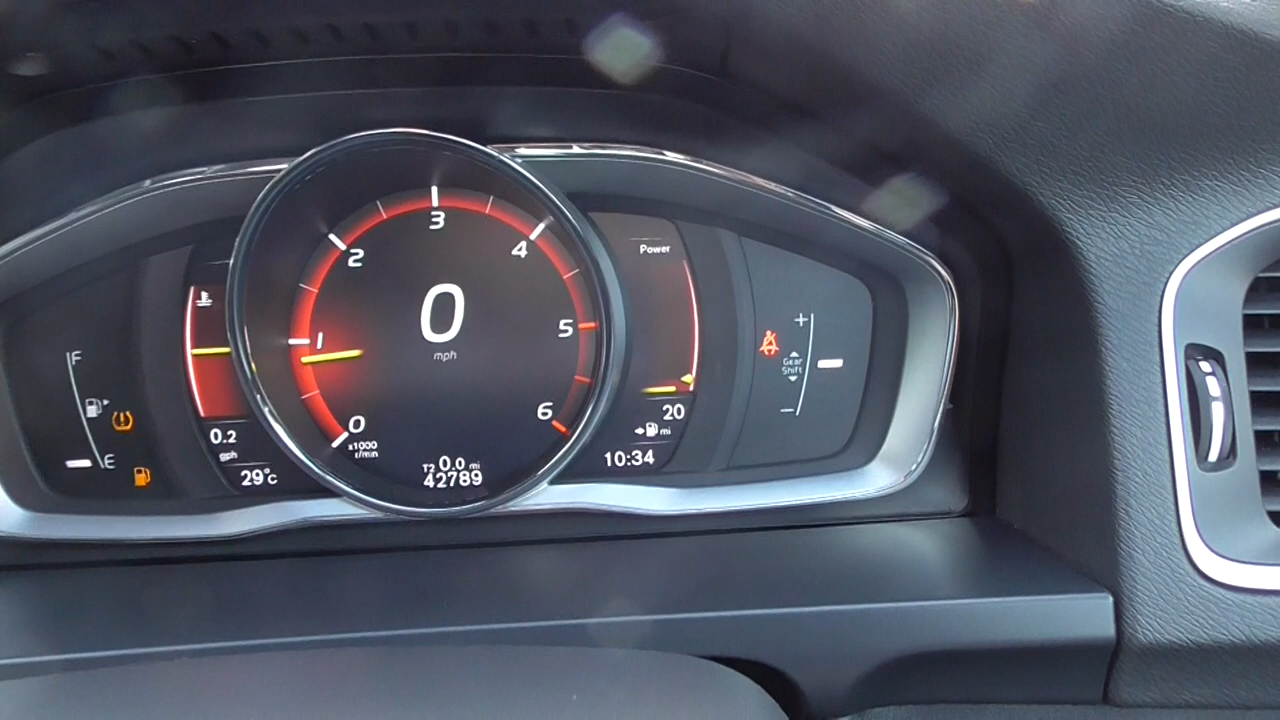 F
E
0.2
gph
29°c
0
1
2
3
4
5
6
x1000
r/min
0
mph
T2 0.0 mi
42789
Power
20
mi
10:34
+
Gear
Shift
−